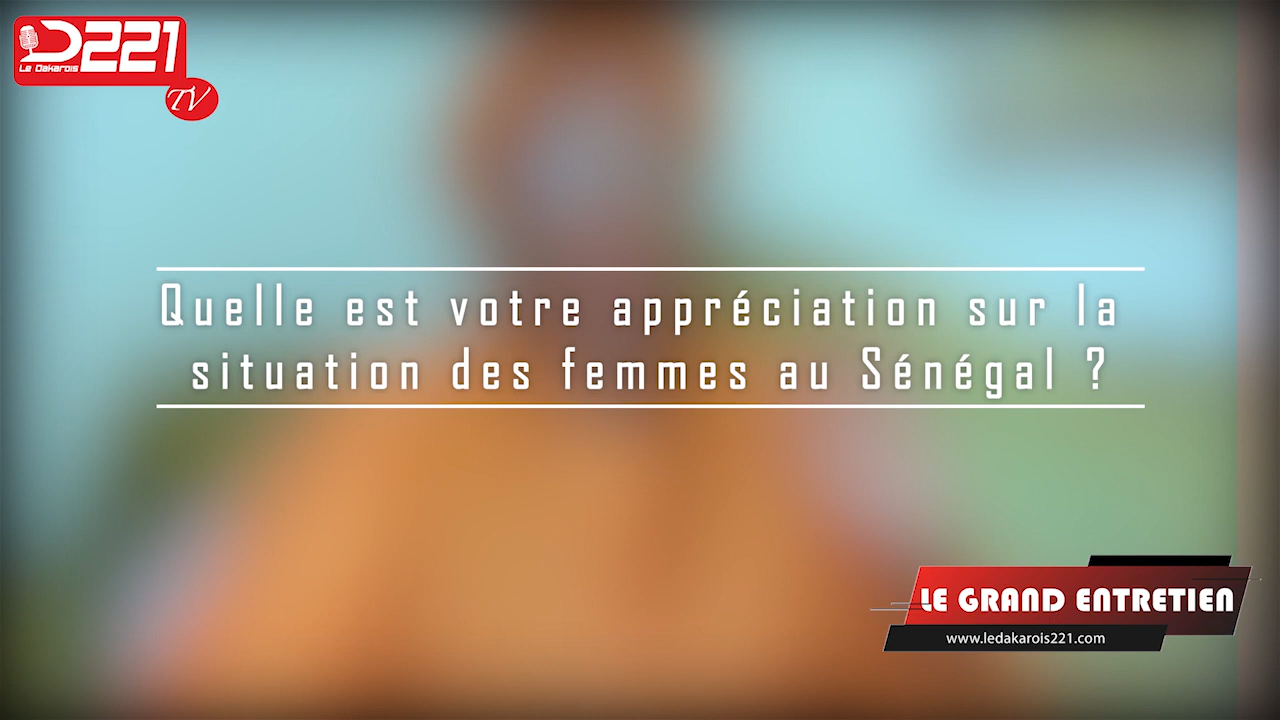 D221
Le Dakarois
TV
Quelle est votre appréciation sur la
situation des femmes au Sénégal ?
LE GRAND ENTRETIEN
www.ledakarois221.com